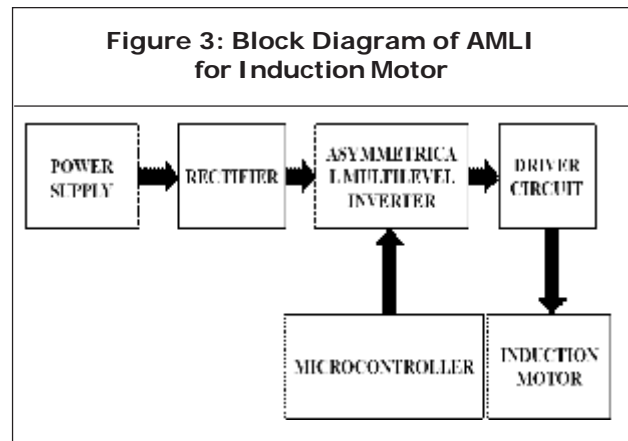 Figure 3: Block Diagram of AMLI
for Induction Motor
POWER
SUPPLY
RECTIFIER
ASYMMETRICA
L MULTILEVEL
INVERTER
DRIVER
CIRCUIT
MICROCONTROLLER
INDUCTION
MOTOR